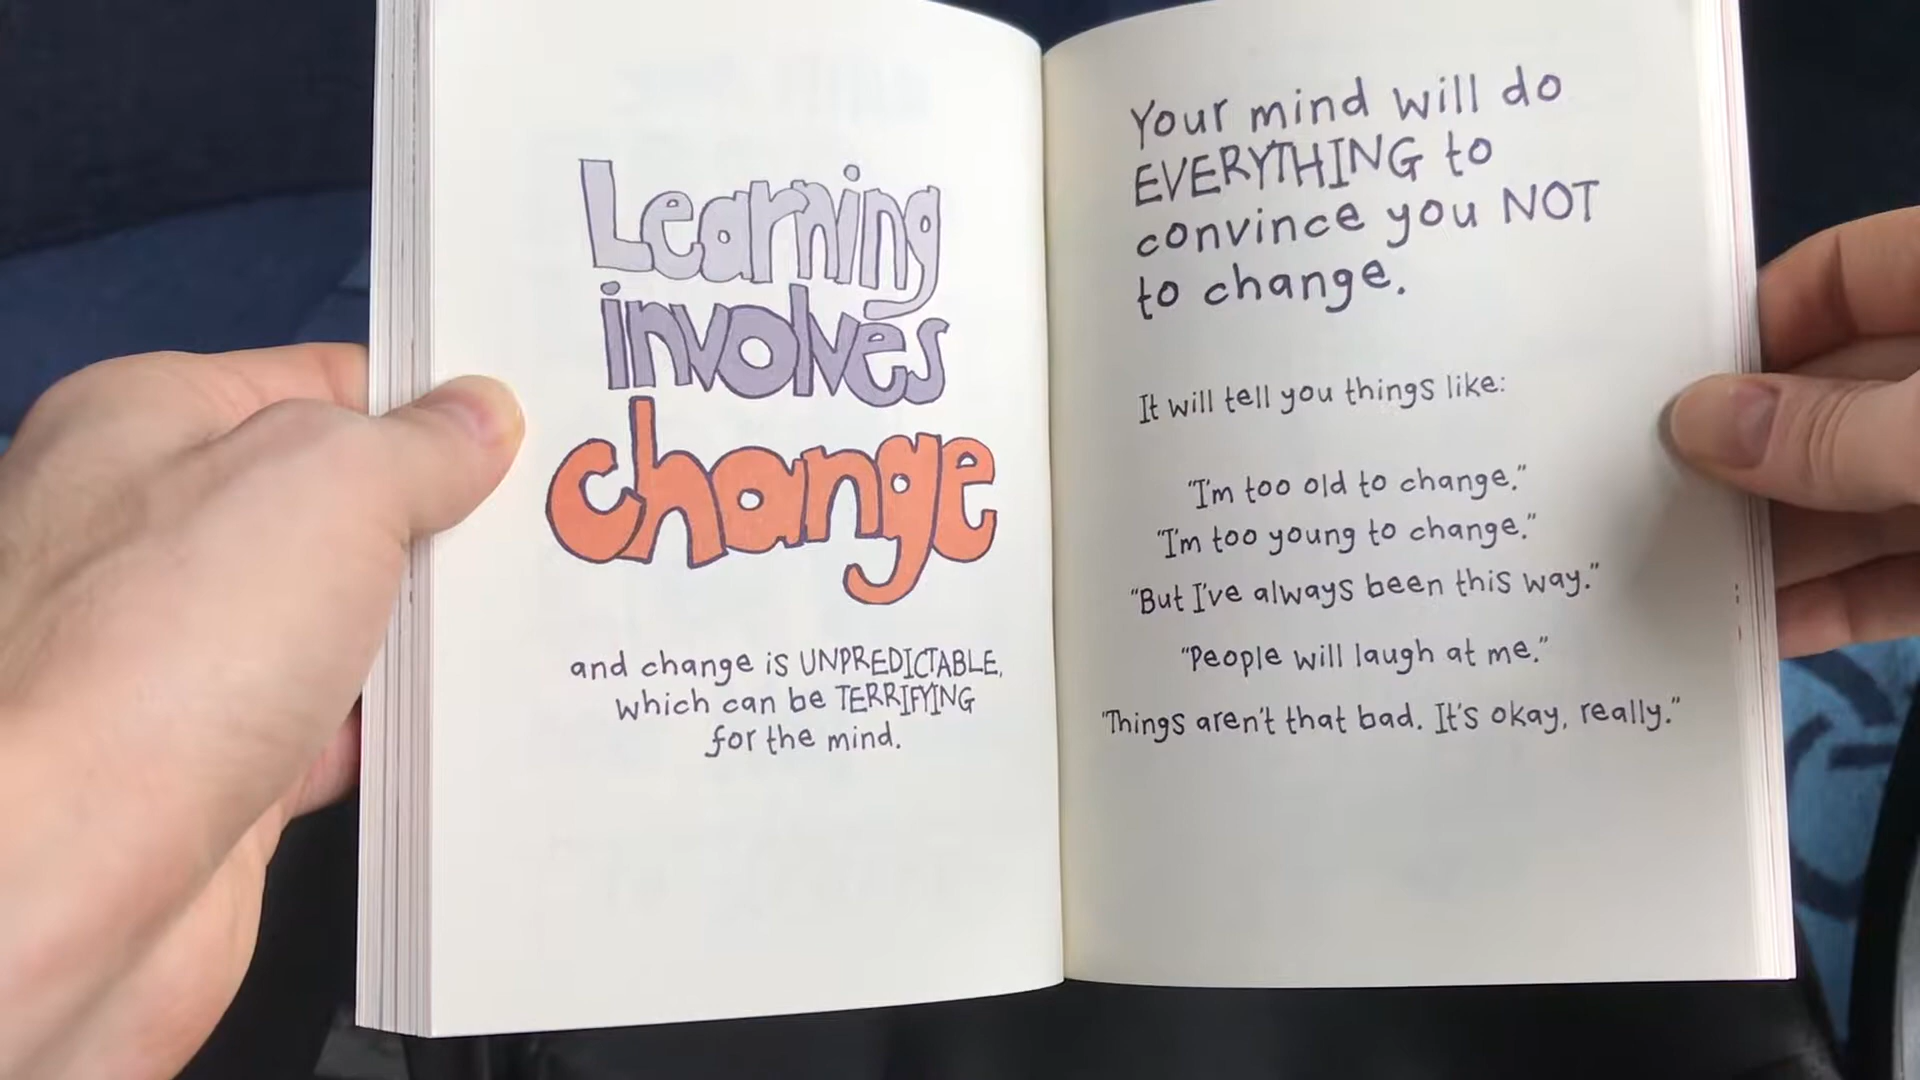 Learning
involves
change
and change is UNPREDICTABLE,
which can be TERRIFYING
for the mind.
Your mind will do
EVERYTHING to
convince you NOT
to change.
It will tell you things like:
"I'm too old to change."
"I'm too young to change."
"But I've always been this way."
"People will laugh at me."
"Things aren't that bad. It's okay, really."